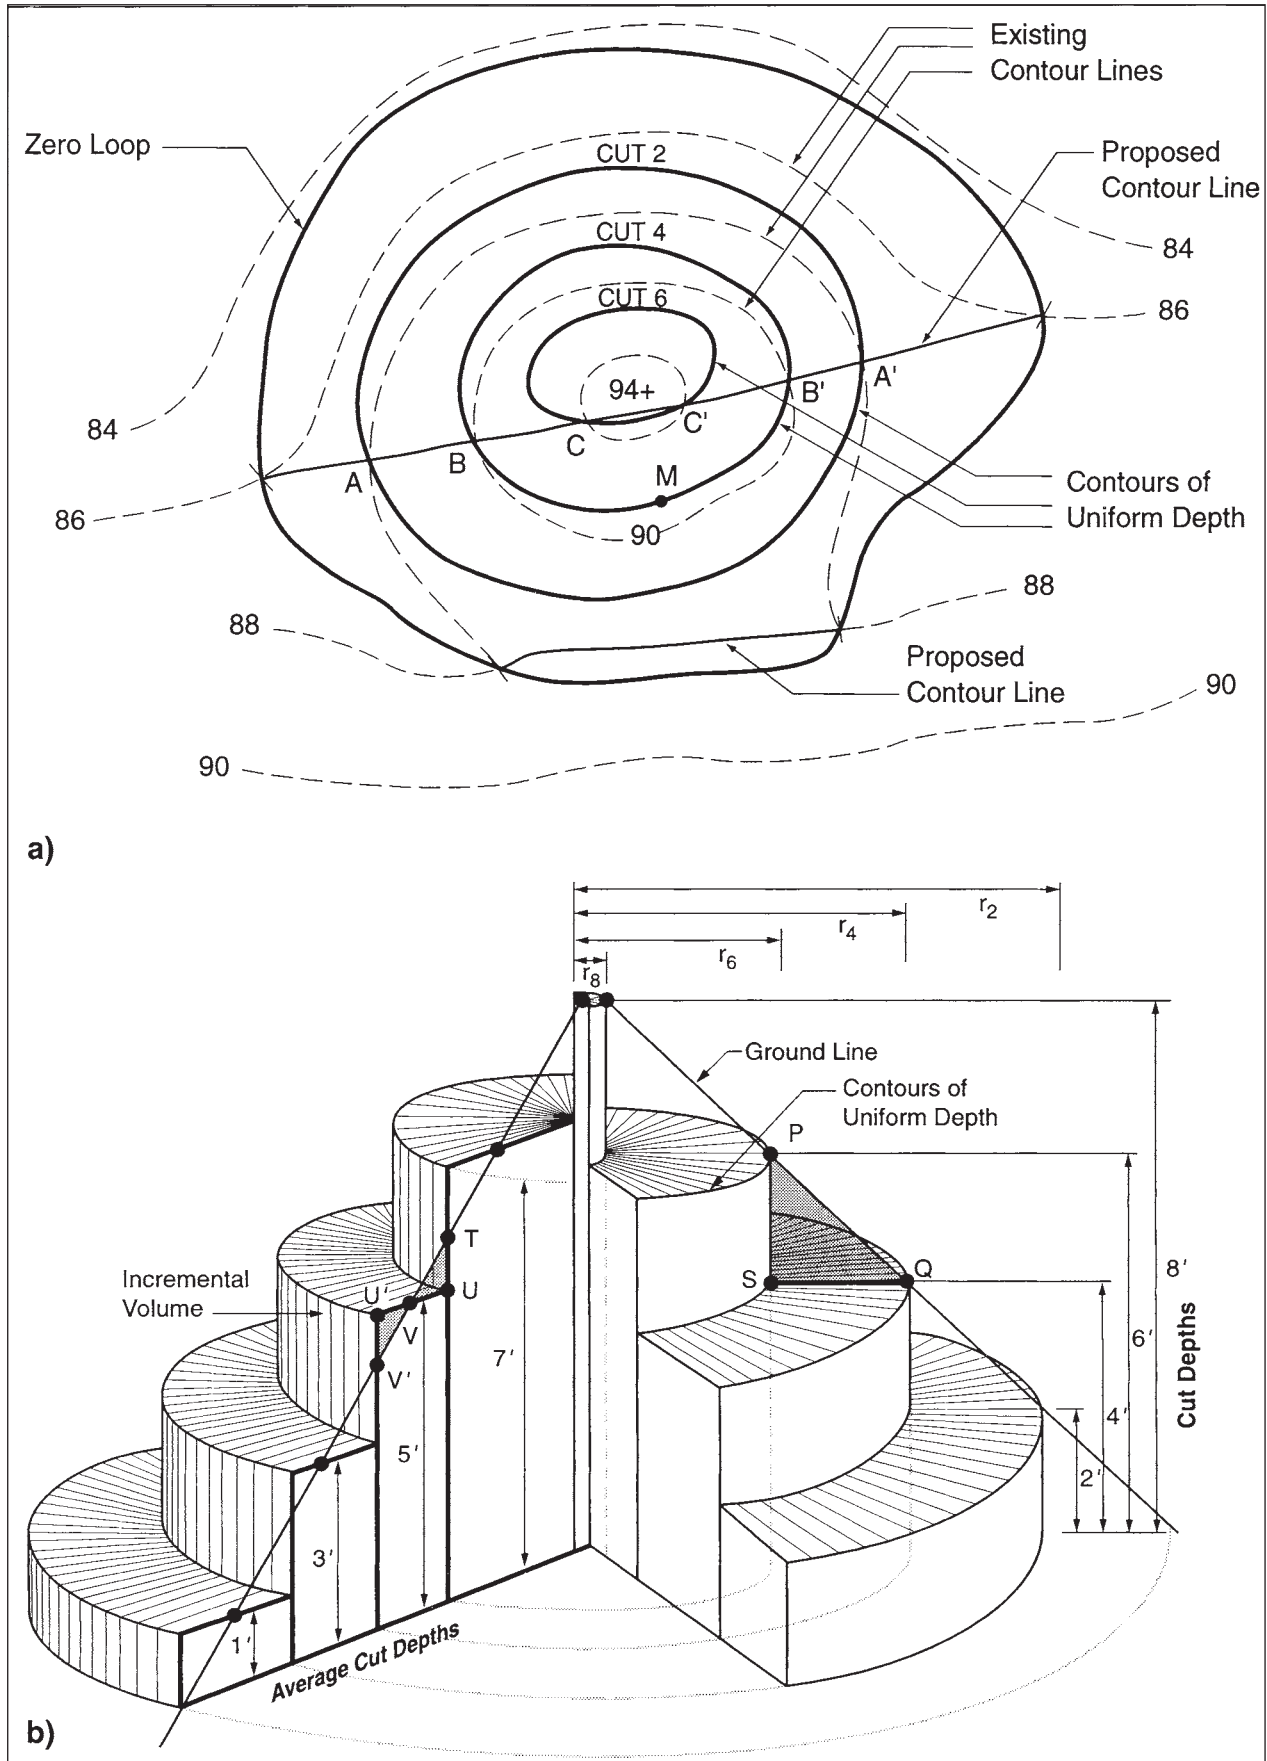 Existing
Contour Lines
Zero Loop
CUT 2
Proposed
Contour Line
CUT 4
84
CUT 6
86
94+
A'
B'
C'
84
C
B
A
M
Contours of
Uniform Depth
86
90
88
88
Proposed
Contour Line
90
90
a)
r2
r4
r6
r8
Ground Line
Contours of
Uniform Depth
P
T
Incremental
Volume
U'
U
S
Q
8'
V
6'
7'
V'
Cut Depths
4'
5'
2'
3'
1'
Average Cut Depths
b)